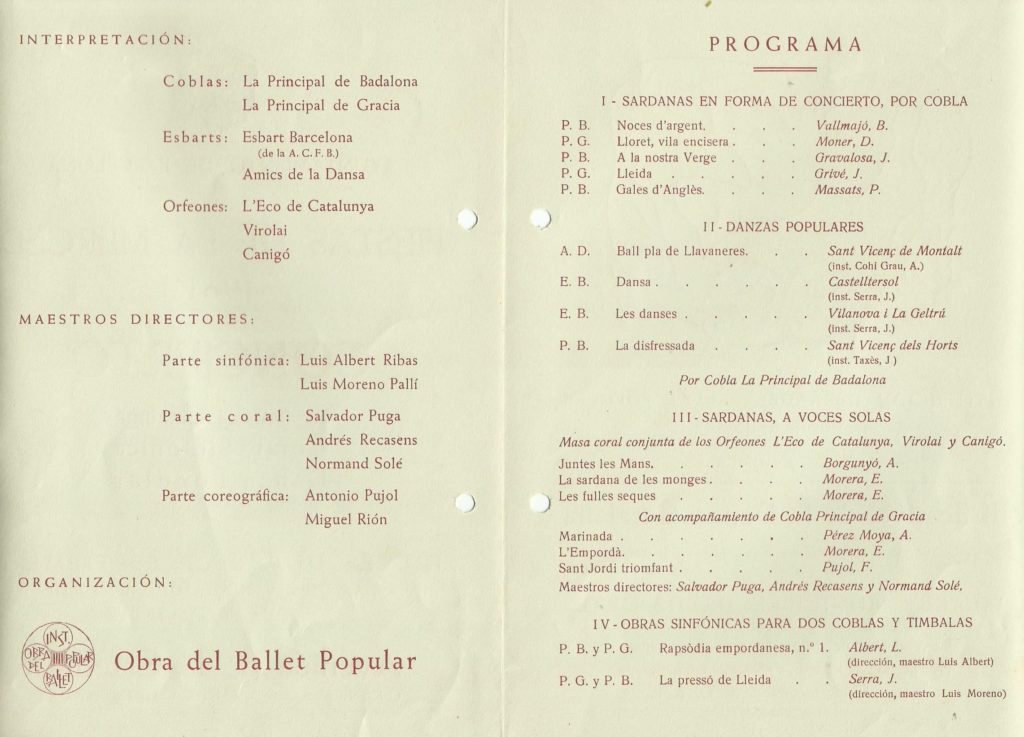 INTERPRETACIÓN:
Coblas: La Principal de Badalona
La Principal de Gracia
Esbarts: Esbart Barcelona
(de la A. C. F. B.)
Amics de la Dansa
Orfeones: L'Eco de Catalunya
Virolai
Canigó
MAESTROS DIRECTORES:
Parte sinfónica: Luis Albert Ribas
Luis Moreno Pallí
Parte coral: Salvador Puga
Andrés Recasens
Normand Solé
Parte coreográfica: Antonio Pujol
Miguel Rión
ORGANIZACIÓN:
INST. OBRA DEL BALLET POPULAR
Obra del Ballet Popular
PROGRAMA
I - SARDANAS EN FORMA DE CONCIERTO, POR COBLA
P. B. Noces d'argent. . . . Vallmajó, B.
P. G. Lloret, vila encisera . . . Moner, D.
P. B. A la nostra Verge . . . Gravalosa, J.
P. G. Lleida . . . . . Grivé, J.
P. B. Gales d'Anglès. . . . Massats, P.
II - DANZAS POPULARES
A. D. Ball pla de Llavaneres. . . Sant Vicenç de Montalt
(inst. Cohí Grau, A.)
E. B. Dansa . . . . . . Castelltersol
(inst. Serra, J.)
E. B. Les danses . . . . . Vilanova i La Geltrú
(inst. Serra, J.)
P. B. La disfressada . . . . Sant Vicenç dels Horts
(inst. Taxès, J )
Por Cobla La Principal de Badalona
III - SARDANAS, A VOCES SOLAS
Masa coral conjunta de los Orfeones L'Eco de Catalunya, Virolai y Canigó.
Juntes les Mans. . . . . . Borgunyó, A.
La sardana de les monges . . . . Morera, E.
Les fulles seques . . . . . Morera, E.
Con acompañamiento de Cobla Principal de Gracia
Marinada . . . . . . . Pérez Moya, A.
L'Empordà. . . . . . . Morera, E.
Sant Jordi triomfant . . . . . Pujol, F.
Maestros directores: Salvador Puga, Andrés Recasens y Normand Solé.
IV - OBRAS SINFÓNICAS PARA DOS COBLAS Y TIMBALAS
P. B. y P. G. Rapsòdia empordanesa, n.º 1. Albert, L.
(dirección, maestro Luis Albert)
P. G. y P. B. La pressó de Lleida . . Serra, J.
(dirección, maestro Luis Moreno)